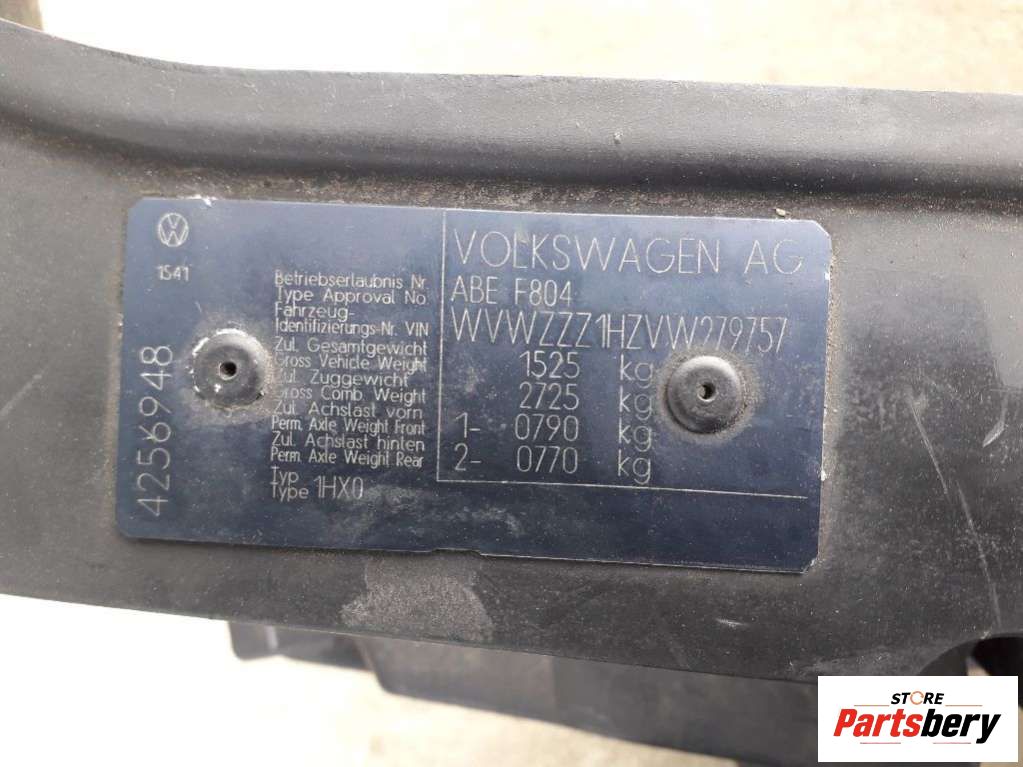 VW
1541
4256948
VOLKSWAGEN AG
Betriebserlaubnis Nr.
Type Approval No.
ABE F804
Fahrzeug-
Identifizierungs-Nr. VIN
WVWZZZ1HZVW279757
Zul. Gesamtgewicht
Gross Vehicle Weight
1525 kg
Zul. Zuggewicht
Gross Comb. Weight
2725 kg
Zul. Achslast vorn
Perm. Axle Weight Front
1- 0790 kg
Zul. Achslast hinten
Perm. Axle Weight Rear
2- 0770 kg
Typ
Type 1HX0
STORE
Partsbery